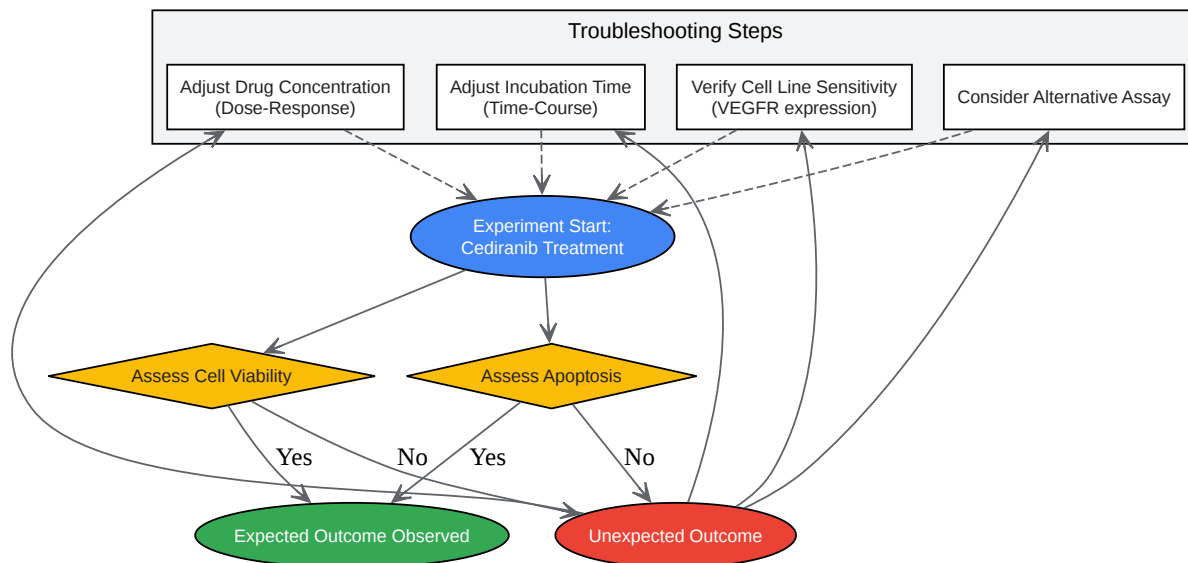 Troubleshooting Steps
Adjust Drug Concentration
(Dose-Response)
Adjust Incubation Time
(Time-Course)
Verify Cell Line Sensitivity
(VEGFR expression)
Consider Alternative Assay
Experiment Start:
Cediranib Treatment
Assess Cell Viability
Assess Apoptosis
Yes
No
Yes
No
Expected Outcome Observed
Unexpected Outcome